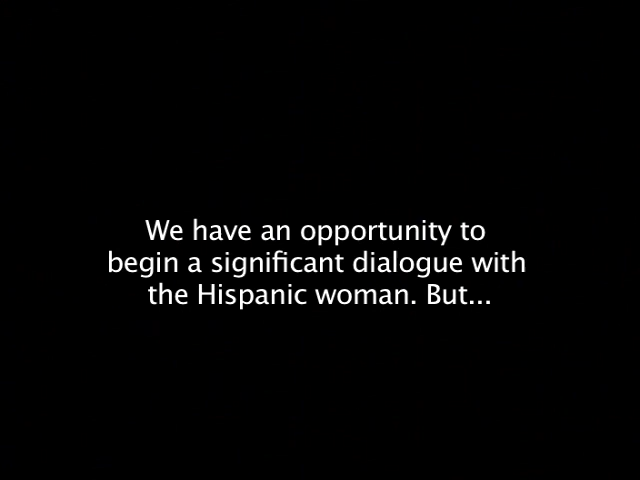 We have an opportunity to
begin a significant dialogue with
the Hispanic woman. But...